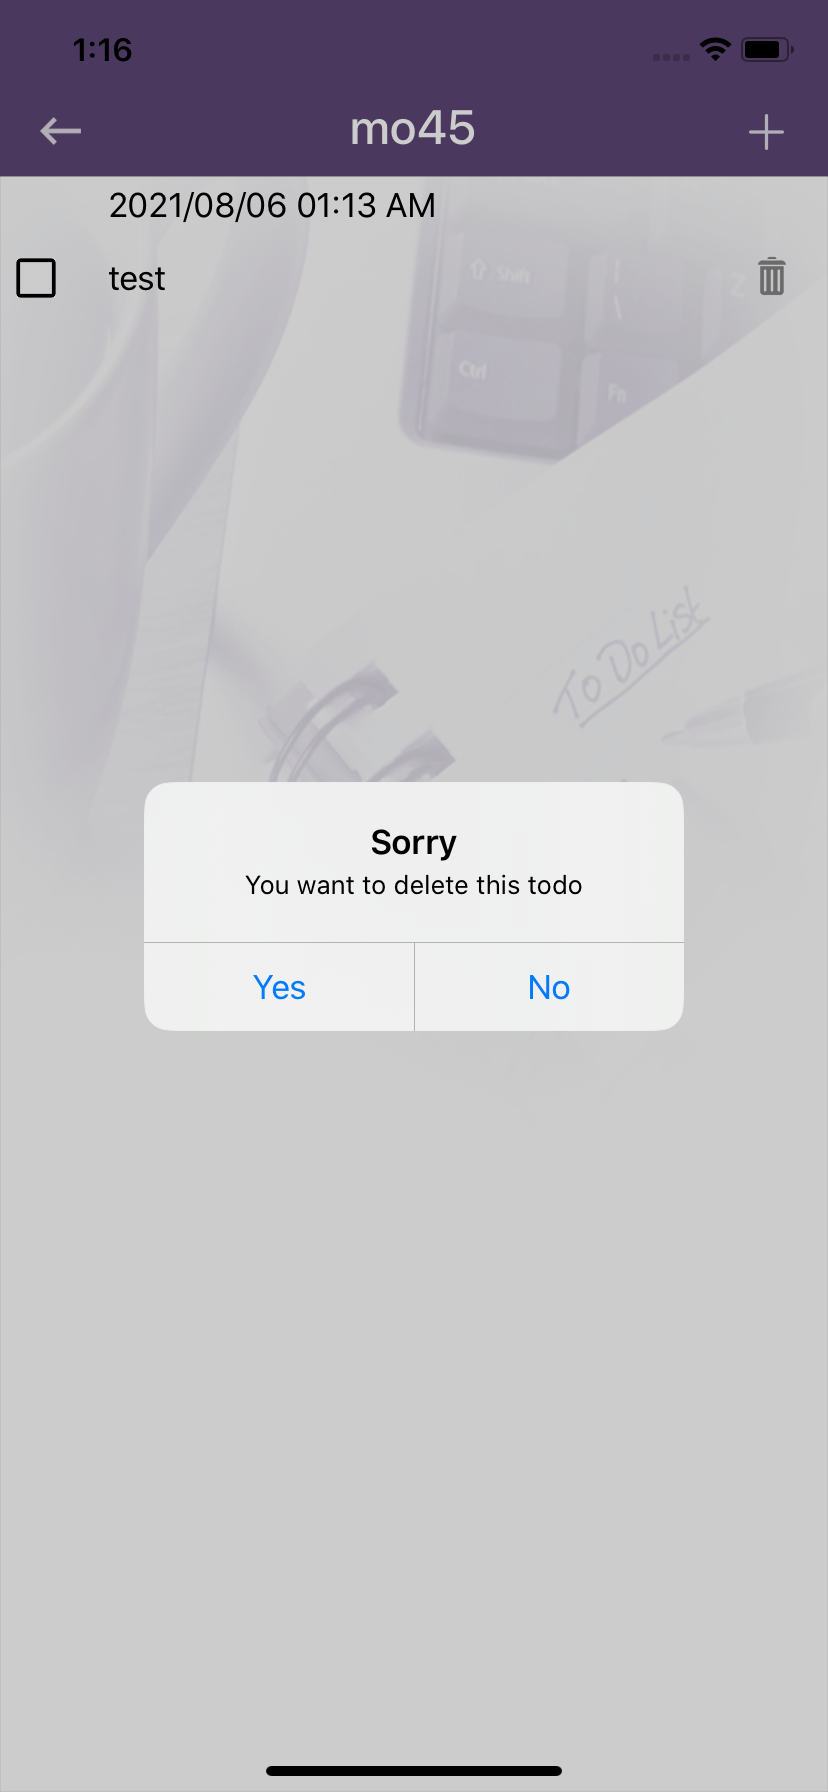 1:16
mo45
2021/08/06 01:13 AM
test
Shift
Z
Ctrl
Fn
To Do List
Sorry
You want to delete this todo
Yes
No